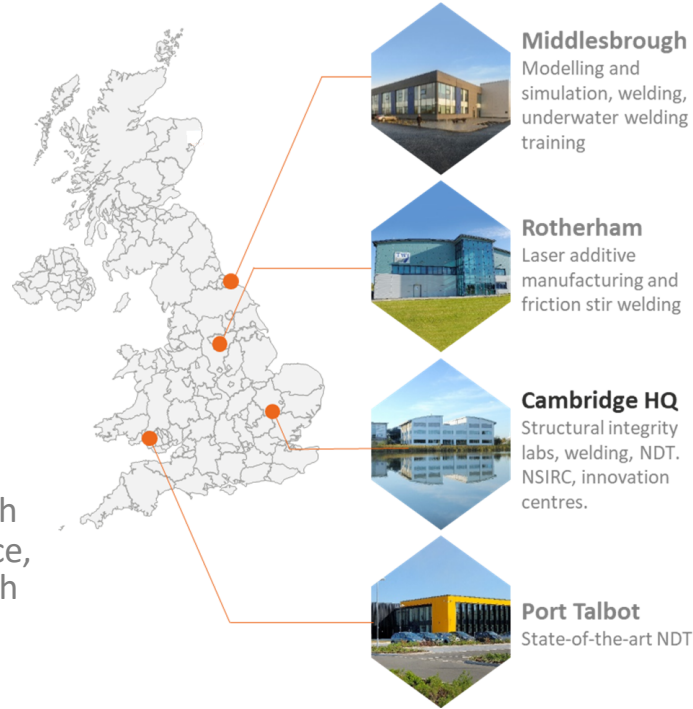 Middlesbrough
Modelling and
simulation, welding,
underwater welding
training
Rotherham
Laser additive
manufacturing and
friction stir welding
Cambridge HQ
Structural integrity
labs, welding, NDT.
NSIRC, innovation
centres.
Port Talbot
State-of-the-art NDT